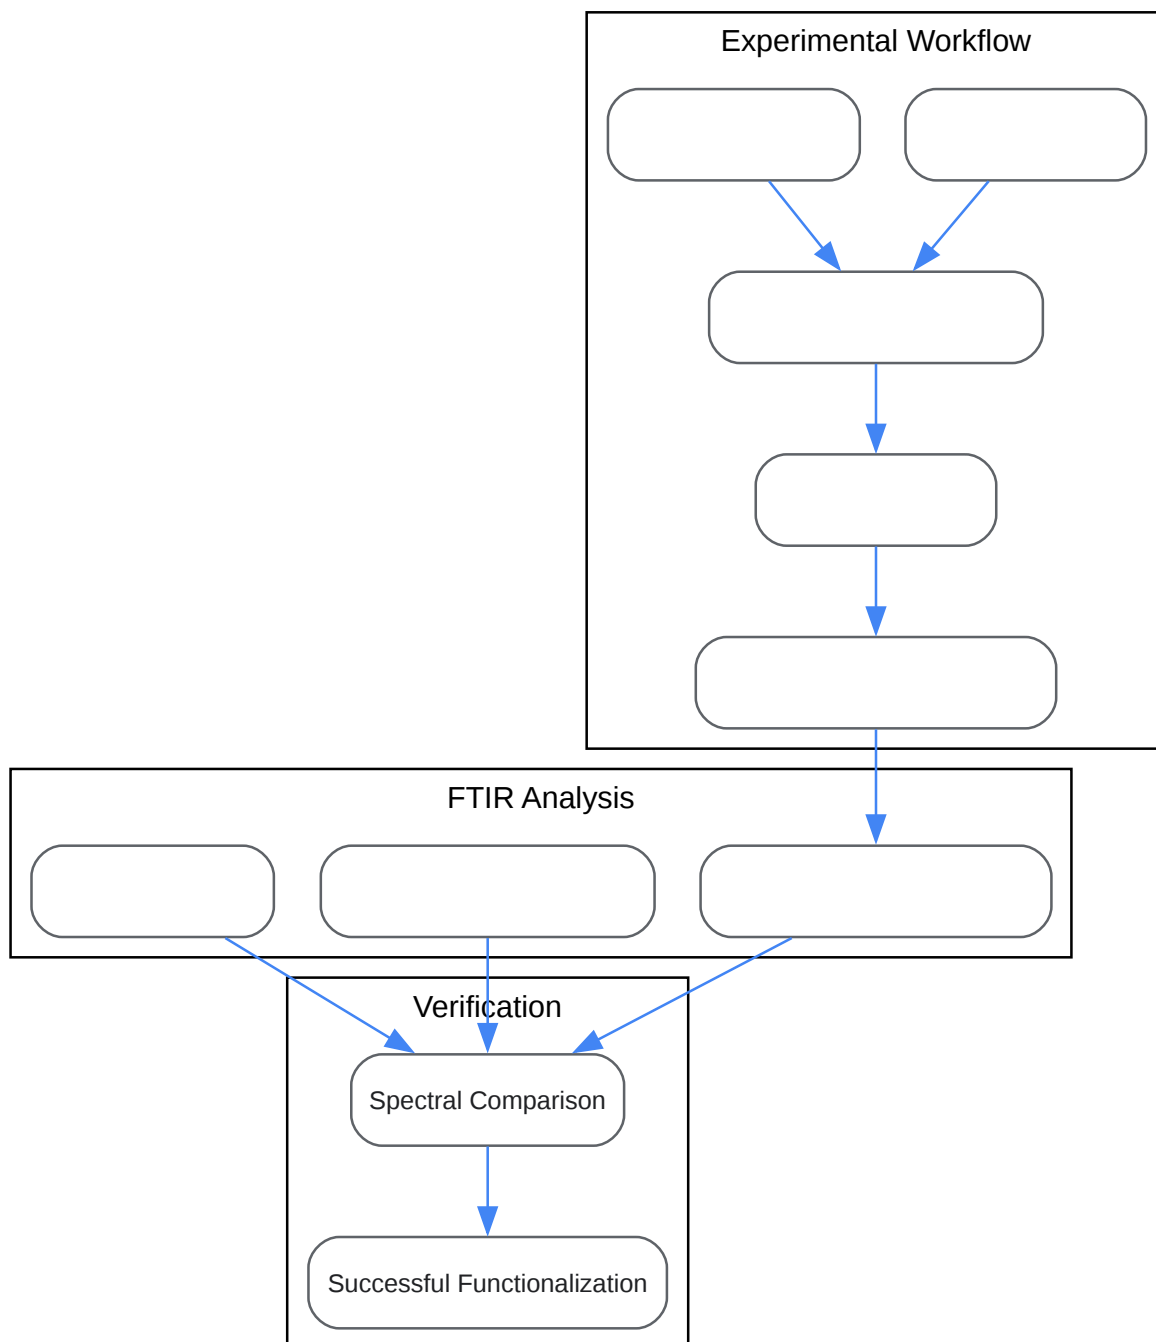 Experimental Workflow
FTIR Analysis
Verification
Spectral Comparison
Successful Functionalization